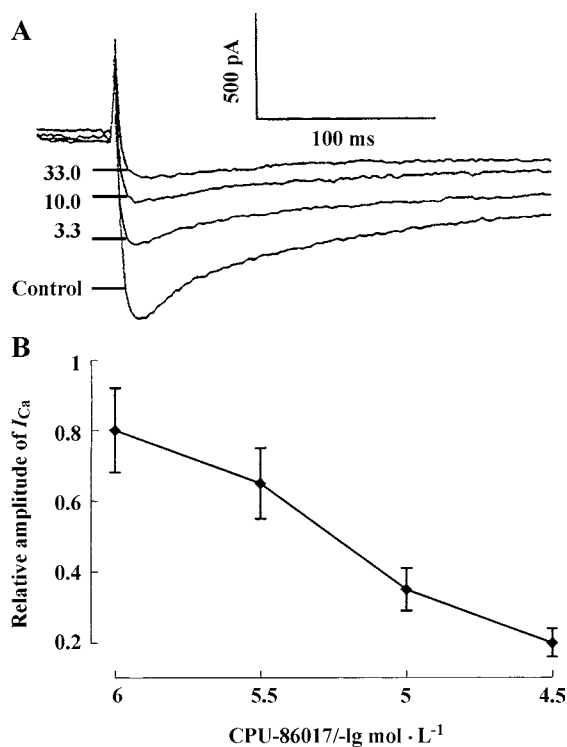 A
500 pA
100 ms
33.0
10.0
3.3
Control
B
Relative amplitude of I_Ca
1
0.8
0.6
0.4
0.2
6
5.5
5
4.5
CPU-86017/-lg mol · L⁻¹